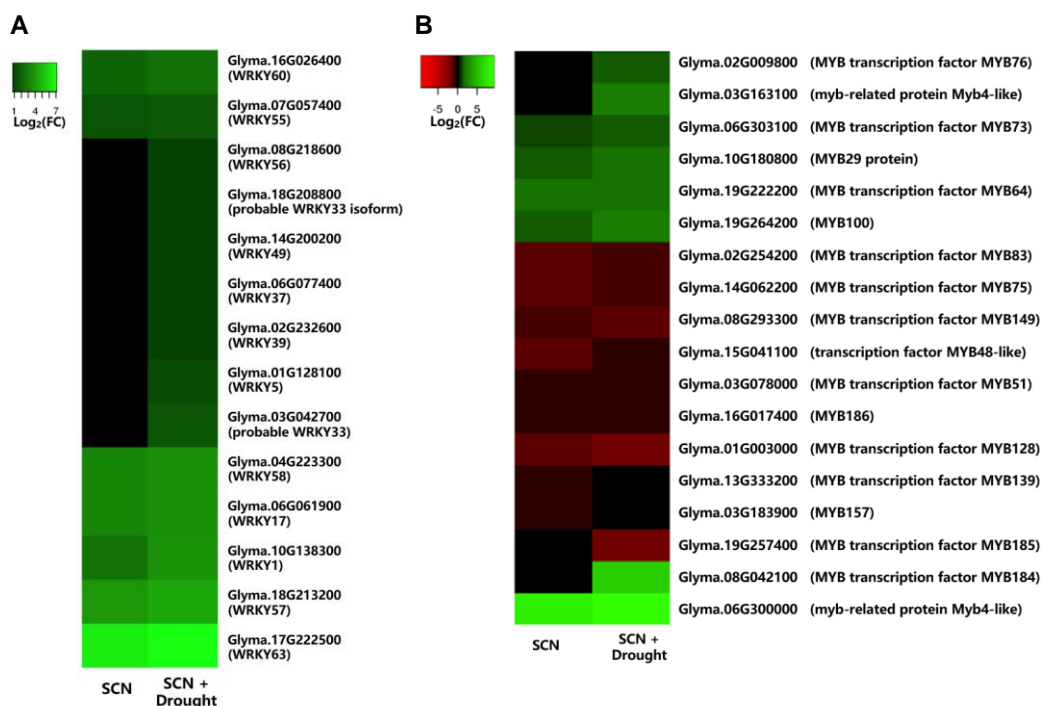 A
1 4 7
Log2(FC)
Glyma.16G026400
(WRKY60)
Glyma.07G057400
(WRKY55)
Glyma.08G218600
(WRKY56)
Glyma.18G208800
(probable WRKY33 isoform)
Glyma.14G200200
(WRKY49)
Glyma.06G077400
(WRKY37)
Glyma.02G232600
(WRKY39)
Glyma.01G128100
(WRKY5)
Glyma.03G042700
(probable WRKY33)
Glyma.04G223300
(WRKY58)
Glyma.06G061900
(WRKY17)
Glyma.10G138300
(WRKY1)
Glyma.18G213200
(WRKY57)
Glyma.17G222500
(WRKY63)
SCN
SCN +
Drought
B
-5 0 5
Log2(FC)
Glyma.02G009800 (MYB transcription factor MYB76)
Glyma.03G163100 (myb-related protein Myb4-like)
Glyma.06G303100 (MYB transcription factor MYB73)
Glyma.10G180800 (MYB29 protein)
Glyma.19G222200 (MYB transcription factor MYB64)
Glyma.19G264200 (MYB100)
Glyma.02G254200 (MYB transcription factor MYB83)
Glyma.14G062200 (MYB transcription factor MYB75)
Glyma.08G293300 (MYB transcription factor MYB149)
Glyma.15G041100 (transcription factor MYB48-like)
Glyma.03G078000 (MYB transcription factor MYB51)
Glyma.16G017400 (MYB186)
Glyma.01G003000 (MYB transcription factor MYB128)
Glyma.13G333200 (MYB transcription factor MYB139)
Glyma.03G183900 (MYB157)
Glyma.19G257400 (MYB transcription factor MYB185)
Glyma.08G042100 (MYB transcription factor MYB184)
Glyma.06G300000 (myb-related protein Myb4-like)
SCN
SCN +
Drought